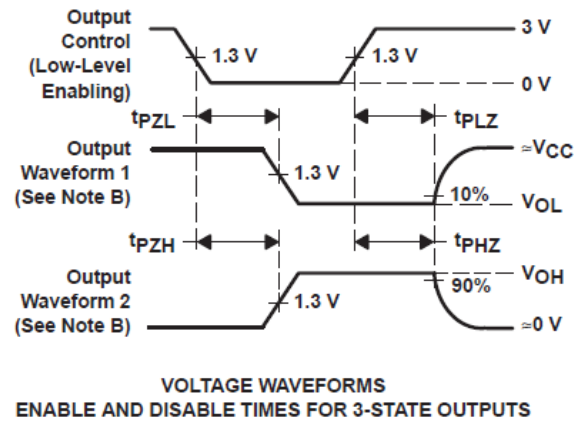 Output
Control
(Low-Level
Enabling)
1.3 V
1.3 V
3 V
0 V
tPZL
tPLZ
Output
Waveform 1
(See Note B)
1.3 V
10%
≈VCC
VOL
tPZH
tPHZ
Output
Waveform 2
(See Note B)
1.3 V
90%
VOH
≈0 V
VOLTAGE WAVEFORMS
ENABLE AND DISABLE TIMES FOR 3-STATE OUTPUTS